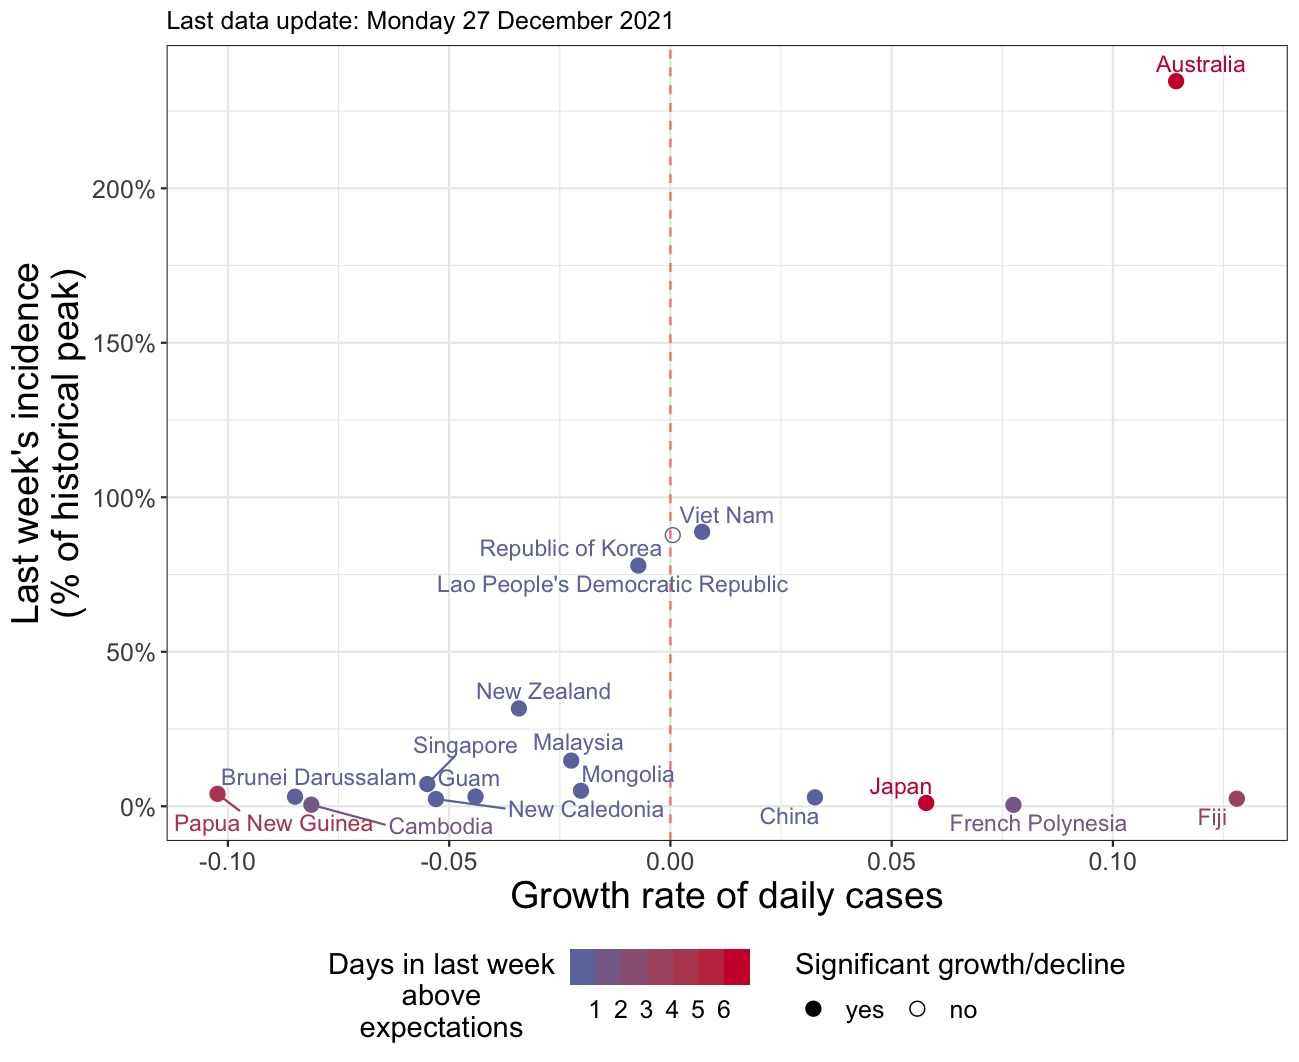 Last data update: Monday 27 December 2021
Last week's incidence
(% of historical peak)
200%
150%
100%
50%
0%
Australia
Viet Nam
Republic of Korea
Lao People's Democratic Republic
New Zealand
Singapore
Malaysia
Brunei Darussalam
Guam
Mongolia
New Caledonia
Papua New Guinea
Cambodia
China
Japan
French Polynesia
Fiji
-0.10
-0.05
0.00
0.05
0.10
Growth rate of daily cases
Days in last week
above
expectations
1 2 3 4 5 6
Significant growth/decline
yes
no